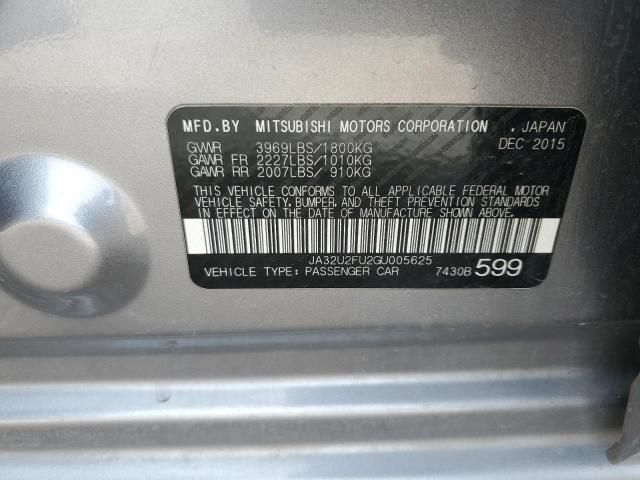 MFD.BY MITSUBISHI MOTORS CORPORATION . JAPAN
GVWR 3969LBS/1800KG DEC 2015
GAWR FR 2227LBS/1010KG
GAWR RR 2007LBS/ 910KG
THIS VEHICLE CONFORMS TO ALL APPLICABLE FEDERAL MOTOR
VEHICLE SAFETY, BUMPER, AND THEFT PREVENTION STANDARDS
IN EFFECT ON THE DATE OF MANUFACTURE SHOWN ABOVE.
JA32U2FU2GU005625
VEHICLE TYPE: PASSENGER CAR 7430B 599